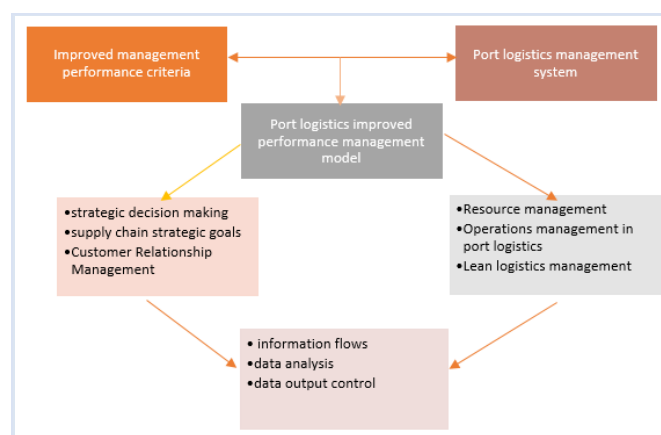 Improved management
performance criteria
Port logistics management
system
Port logistics improved
performance management
model
•strategic decision making
•supply chain strategic goals
•Customer Relationship
Management
•Resource management
•Operations management in
port logistics
•Lean logistics management
• information flows
•data analysis
•data output control